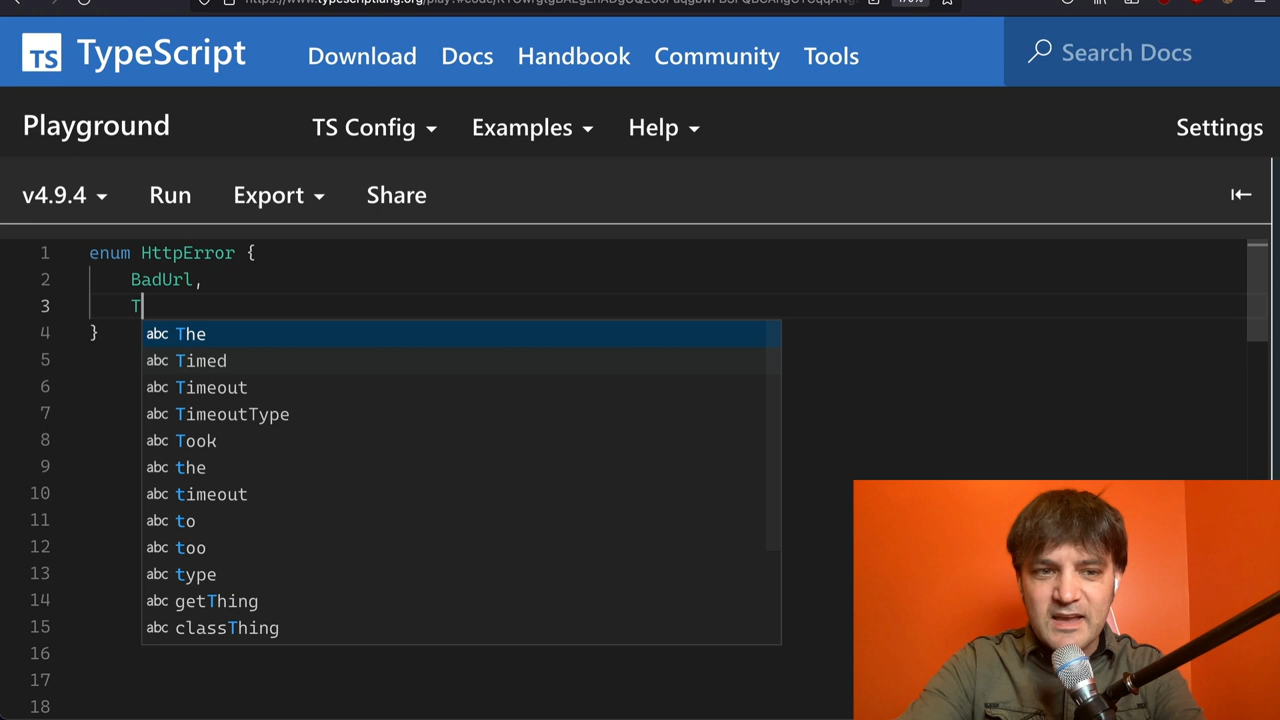 TS TypeScript Download Docs Handbook Community Tools Search Docs
Playground TS Config Examples Help Settings
v4.9.4 Run Export Share
1 enum HttpError {
2 BadUrl,
3 T
4 }
abc The
5
abc Timed
6
abc Timeout
7
abc TimeoutType
8
abc Took
9
abc the
10
abc timeout
11
abc to
12
abc too
13
abc type
14
abc getThing
15
abc classThing
16
17
18